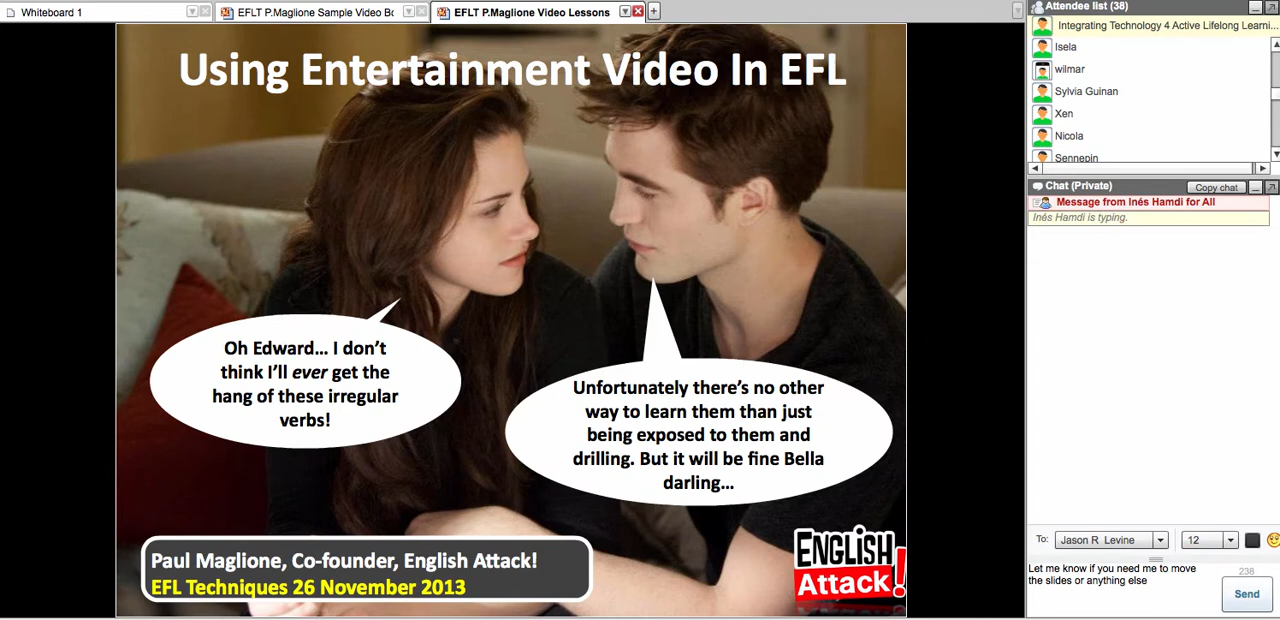 Whiteboard 1
EFLT P.Maglione Sample Video Bo
EFLT P.Maglione Video Lessons
Using Entertainment Video In EFL
Oh Edward... I don't
think I'll ever get the
hang of these irregular
verbs!
Unfortunately there's no other
way to learn them than just
being exposed to them and
drilling. But it will be fine Bella
darling...
Paul Maglione, Co-founder, English Attack!
EFL Techniques 26 November 2013
ENGLISH
Attack!
Attendee list (38)
Integrating Technology 4 Active Lifelong Learni...
Isela
wilmar
Sylvia Guinan
Xen
Nicola
Sennepin
Chat (Private)
Copy chat
Message from Inés Hamdi for All
Inés Hamdi is typing.
To: Jason R Levine 12
Let me know if you need me to move
the slides or anything else
238
Send